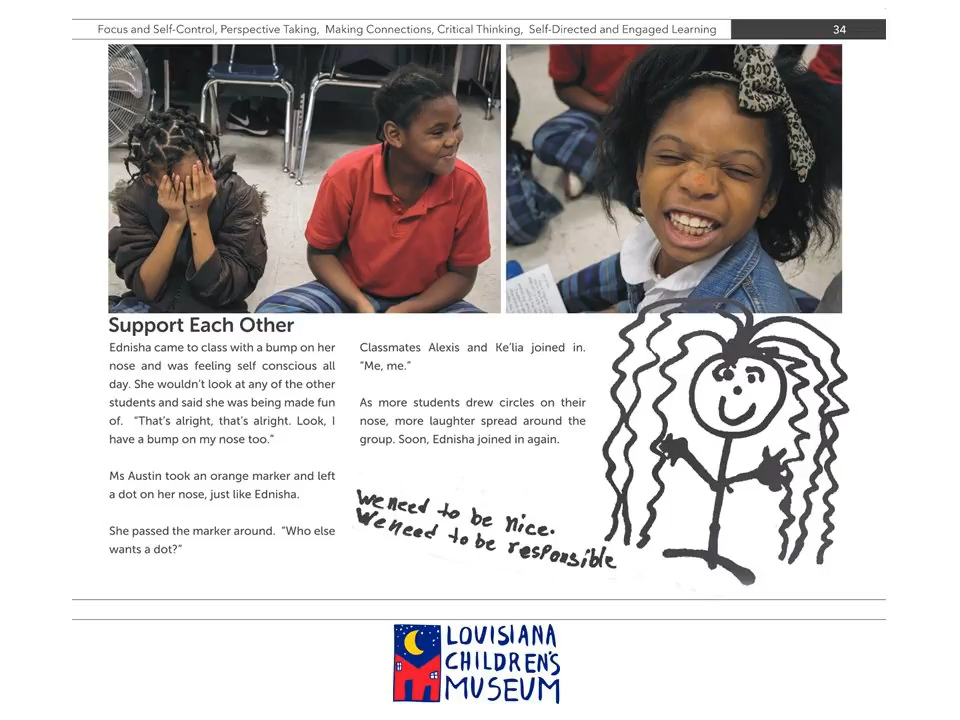 Focus and Self-Control, Perspective Taking,  Making Connections, Critical Thinking,  Self-Directed and Engaged Learning
34
Support Each Other
Ednisha came to class with a bump on her
nose and was feeling self conscious all
day. She wouldn't look at any of the other
students and said she was being made fun
of.  "That's alright, that's alright. Look, I
have a bump on my nose too."
Ms Austin took an orange marker and left
a dot on her nose, just like Ednisha.
She passed the marker around.  "Who else
wants a dot?"
Classmates Alexis and Ke'lia joined in.
"Me, me."
As more students drew circles on their
nose, more laughter spread around the
group. Soon, Ednisha joined in again.
We need to be nice.
We need to be responsible
LOUISIANA
CHILDREN'S
MUSEUM